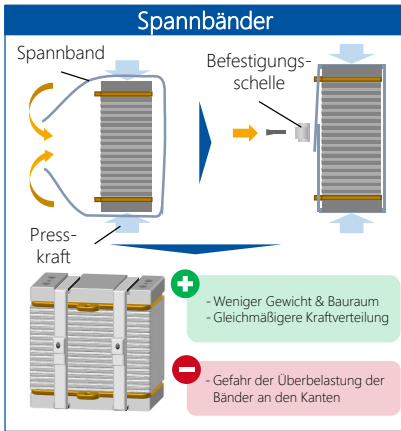 Spannbänder
Spannband
Befestigungs-
schelle
Press-
kraft
- Weniger Gewicht & Bauraum
- Gleichmäßigere Kraftverteilung
- Gefahr der Überbelastung der
Bänder an den Kanten